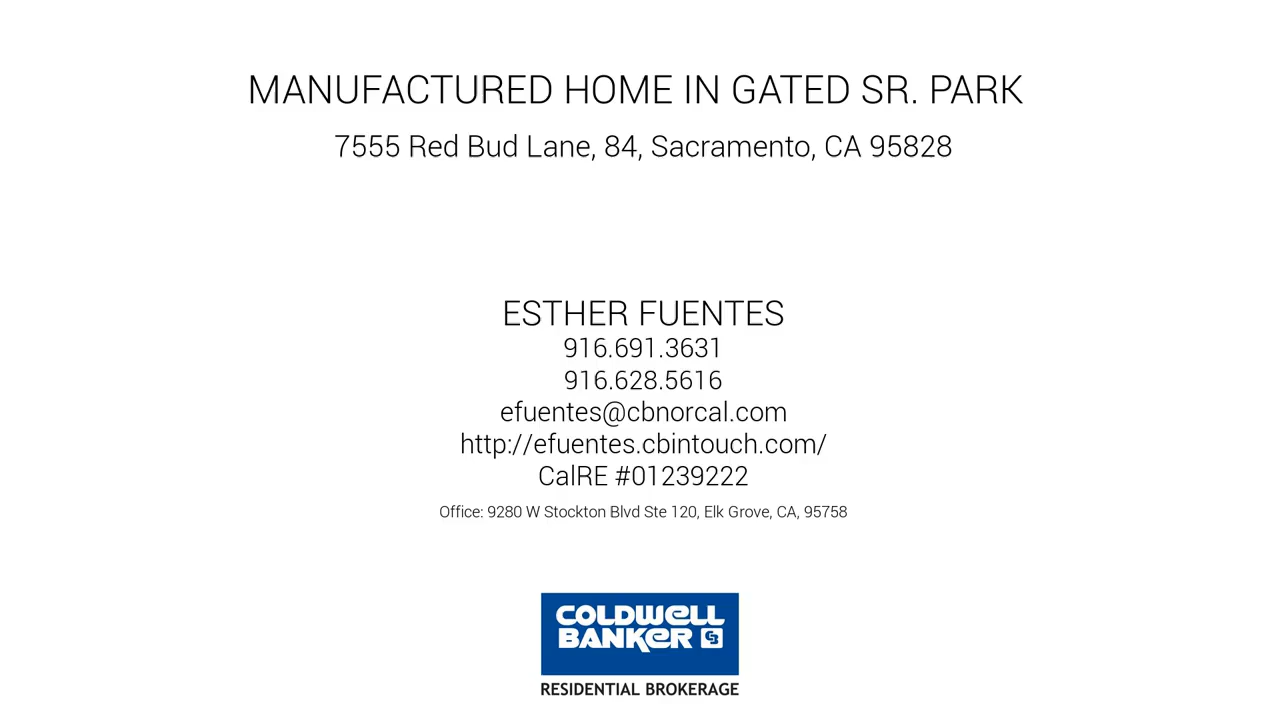 MANUFACTURED HOME IN GATED SR. PARK
7555 Red Bud Lane, 84, Sacramento, CA 95828
ESTHER FUENTES
916.691.3631
916.628.5616
efuentes@cbnorcal.com
http://efuentes.cbintouch.com/
CalRE #01239222
Office: 9280 W Stockton Blvd Ste 120, Elk Grove, CA, 95758
COLDWELL
BANKER CB
RESIDENTIAL BROKERAGE